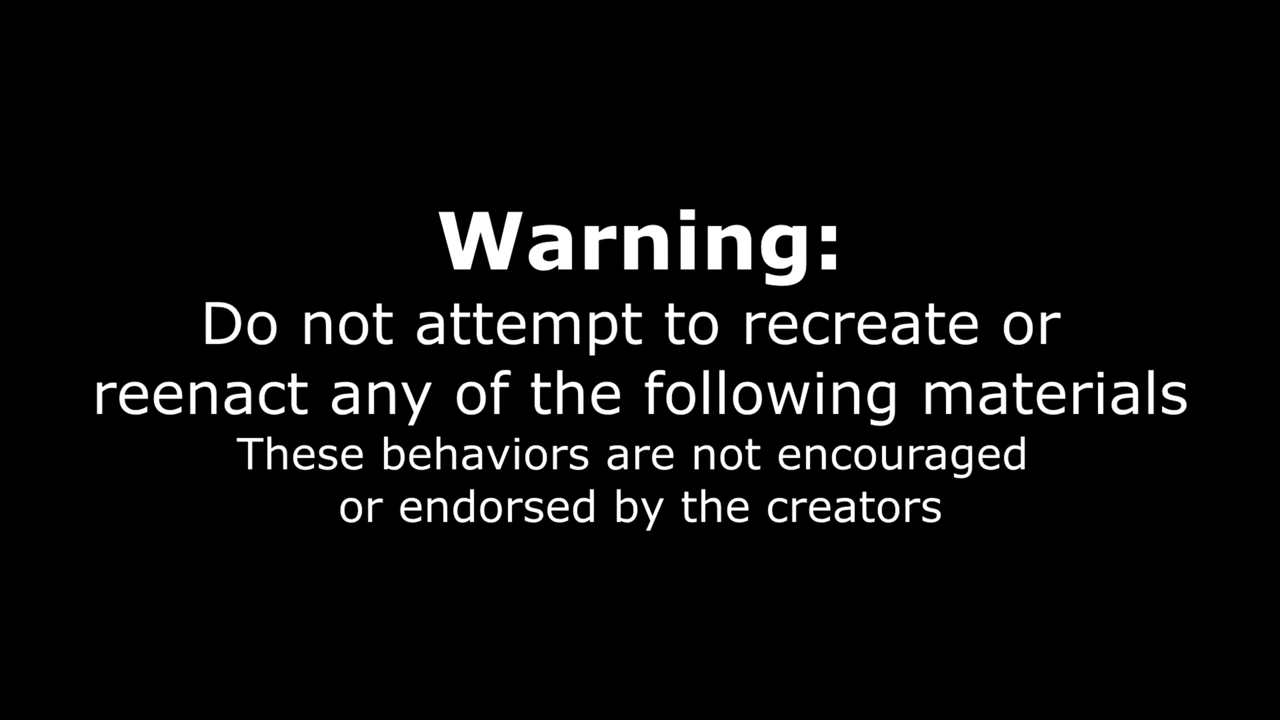 Warning:
Do not attempt to recreate or
reenact any of the following materials
These behaviors are not encouraged
or endorsed by the creators